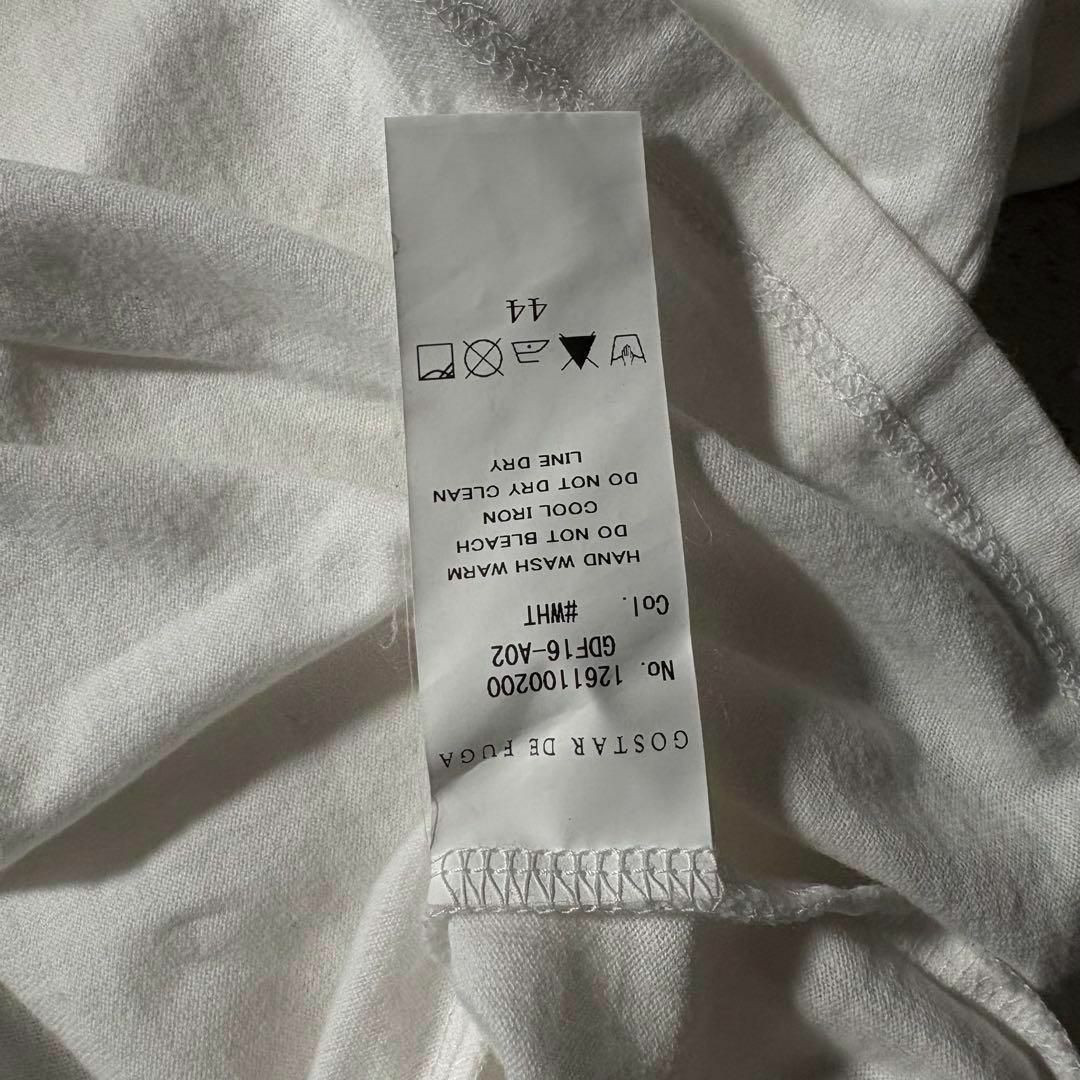 GOSTAR DE FUGA
No. 1261100200
GDF16-A02
Col. #WHT
HAND WASH WARM
DO NOT BLEACH
COOL IRON
DO NOT DRY CLEAN
LINE DRY
44